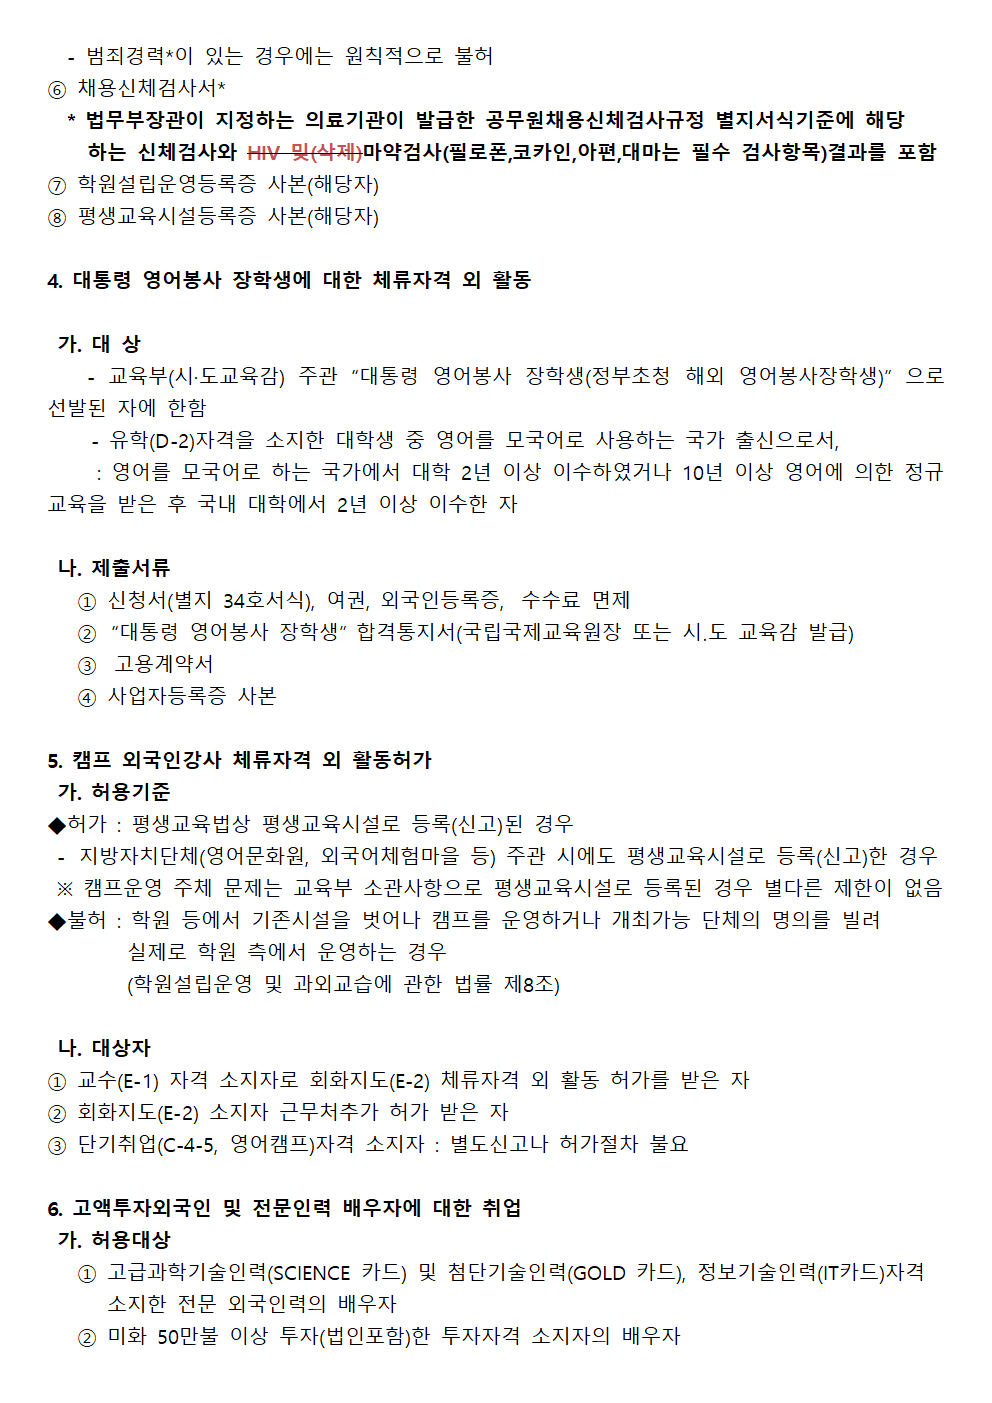 - 범죄경력*이 있는 경우에는 원칙적으로 불허
⑥ 채용신체검사서*
* 법무부장관이 지정하는 의료기관이 발급한 공무원채용신체검사규정 별지서식기준에 해당
하는 신체검사와 HIV 및(삭제)마약검사(필로폰,코카인,아편,대마는 필수 검사항목)결과를 포함
⑦ 학원설립운영등록증 사본(해당자)
⑧ 평생교육시설등록증 사본(해당자)
4. 대통령 영어봉사 장학생에 대한 체류자격 외 활동
가. 대 상
- 교육부(시·도교육감) 주관 “대통령 영어봉사 장학생(정부초청 해외 영어봉사장학생)” 으로
선발된 자에 한함
- 유학(D-2)자격을 소지한 대학생 중 영어를 모국어로 사용하는 국가 출신으로서,
: 영어를 모국어로 하는 국가에서 대학 2년 이상 이수하였거나 10년 이상 영어에 의한 정규
교육을 받은 후 국내 대학에서 2년 이상 이수한 자
나. 제출서류
① 신청서(별지 34호서식), 여권, 외국인등록증, 수수료 면제
② “대통령 영어봉사 장학생” 합격통지서(국립국제교육원장 또는 시.도 교육감 발급)
③ 고용계약서
④ 사업자등록증 사본
5. 캠프 외국인강사 체류자격 외 활동허가
가. 허용기준
◆허가 : 평생교육법상 평생교육시설로 등록(신고)된 경우
- 지방자치단체(영어문화원, 외국어체험마을 등) 주관 시에도 평생교육시설로 등록(신고)한 경우
※ 캠프운영 주체 문제는 교육부 소관사항으로 평생교육시설로 등록된 경우 별다른 제한이 없음
◆불허 : 학원 등에서 기존시설을 벗어나 캠프를 운영하거나 개최가능 단체의 명의를 빌려
실제로 학원 측에서 운영하는 경우
(학원설립운영 및 과외교습에 관한 법률 제8조)
나. 대상자
① 교수(E-1) 자격 소지자로 회화지도(E-2) 체류자격 외 활동 허가를 받은 자
② 회화지도(E-2) 소지자 근무처추가 허가 받은 자
③ 단기취업(C-4-5, 영어캠프)자격 소지자 : 별도신고나 허가절차 불요
6. 고액투자외국인 및 전문인력 배우자에 대한 취업
가. 허용대상
① 고급과학기술인력(SCIENCE 카드) 및 첨단기술인력(GOLD 카드), 정보기술인력(IT카드)자격
소지한 전문 외국인력의 배우자
② 미화 50만불 이상 투자(법인포함)한 투자자격 소지자의 배우자